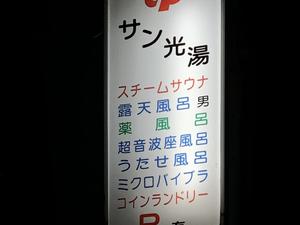 サン光湯
スチームサウナ
露天風呂 男
薬風呂
超音波座風呂
うたせ風呂
ミクロバイブラ
コインランドリー
P 有